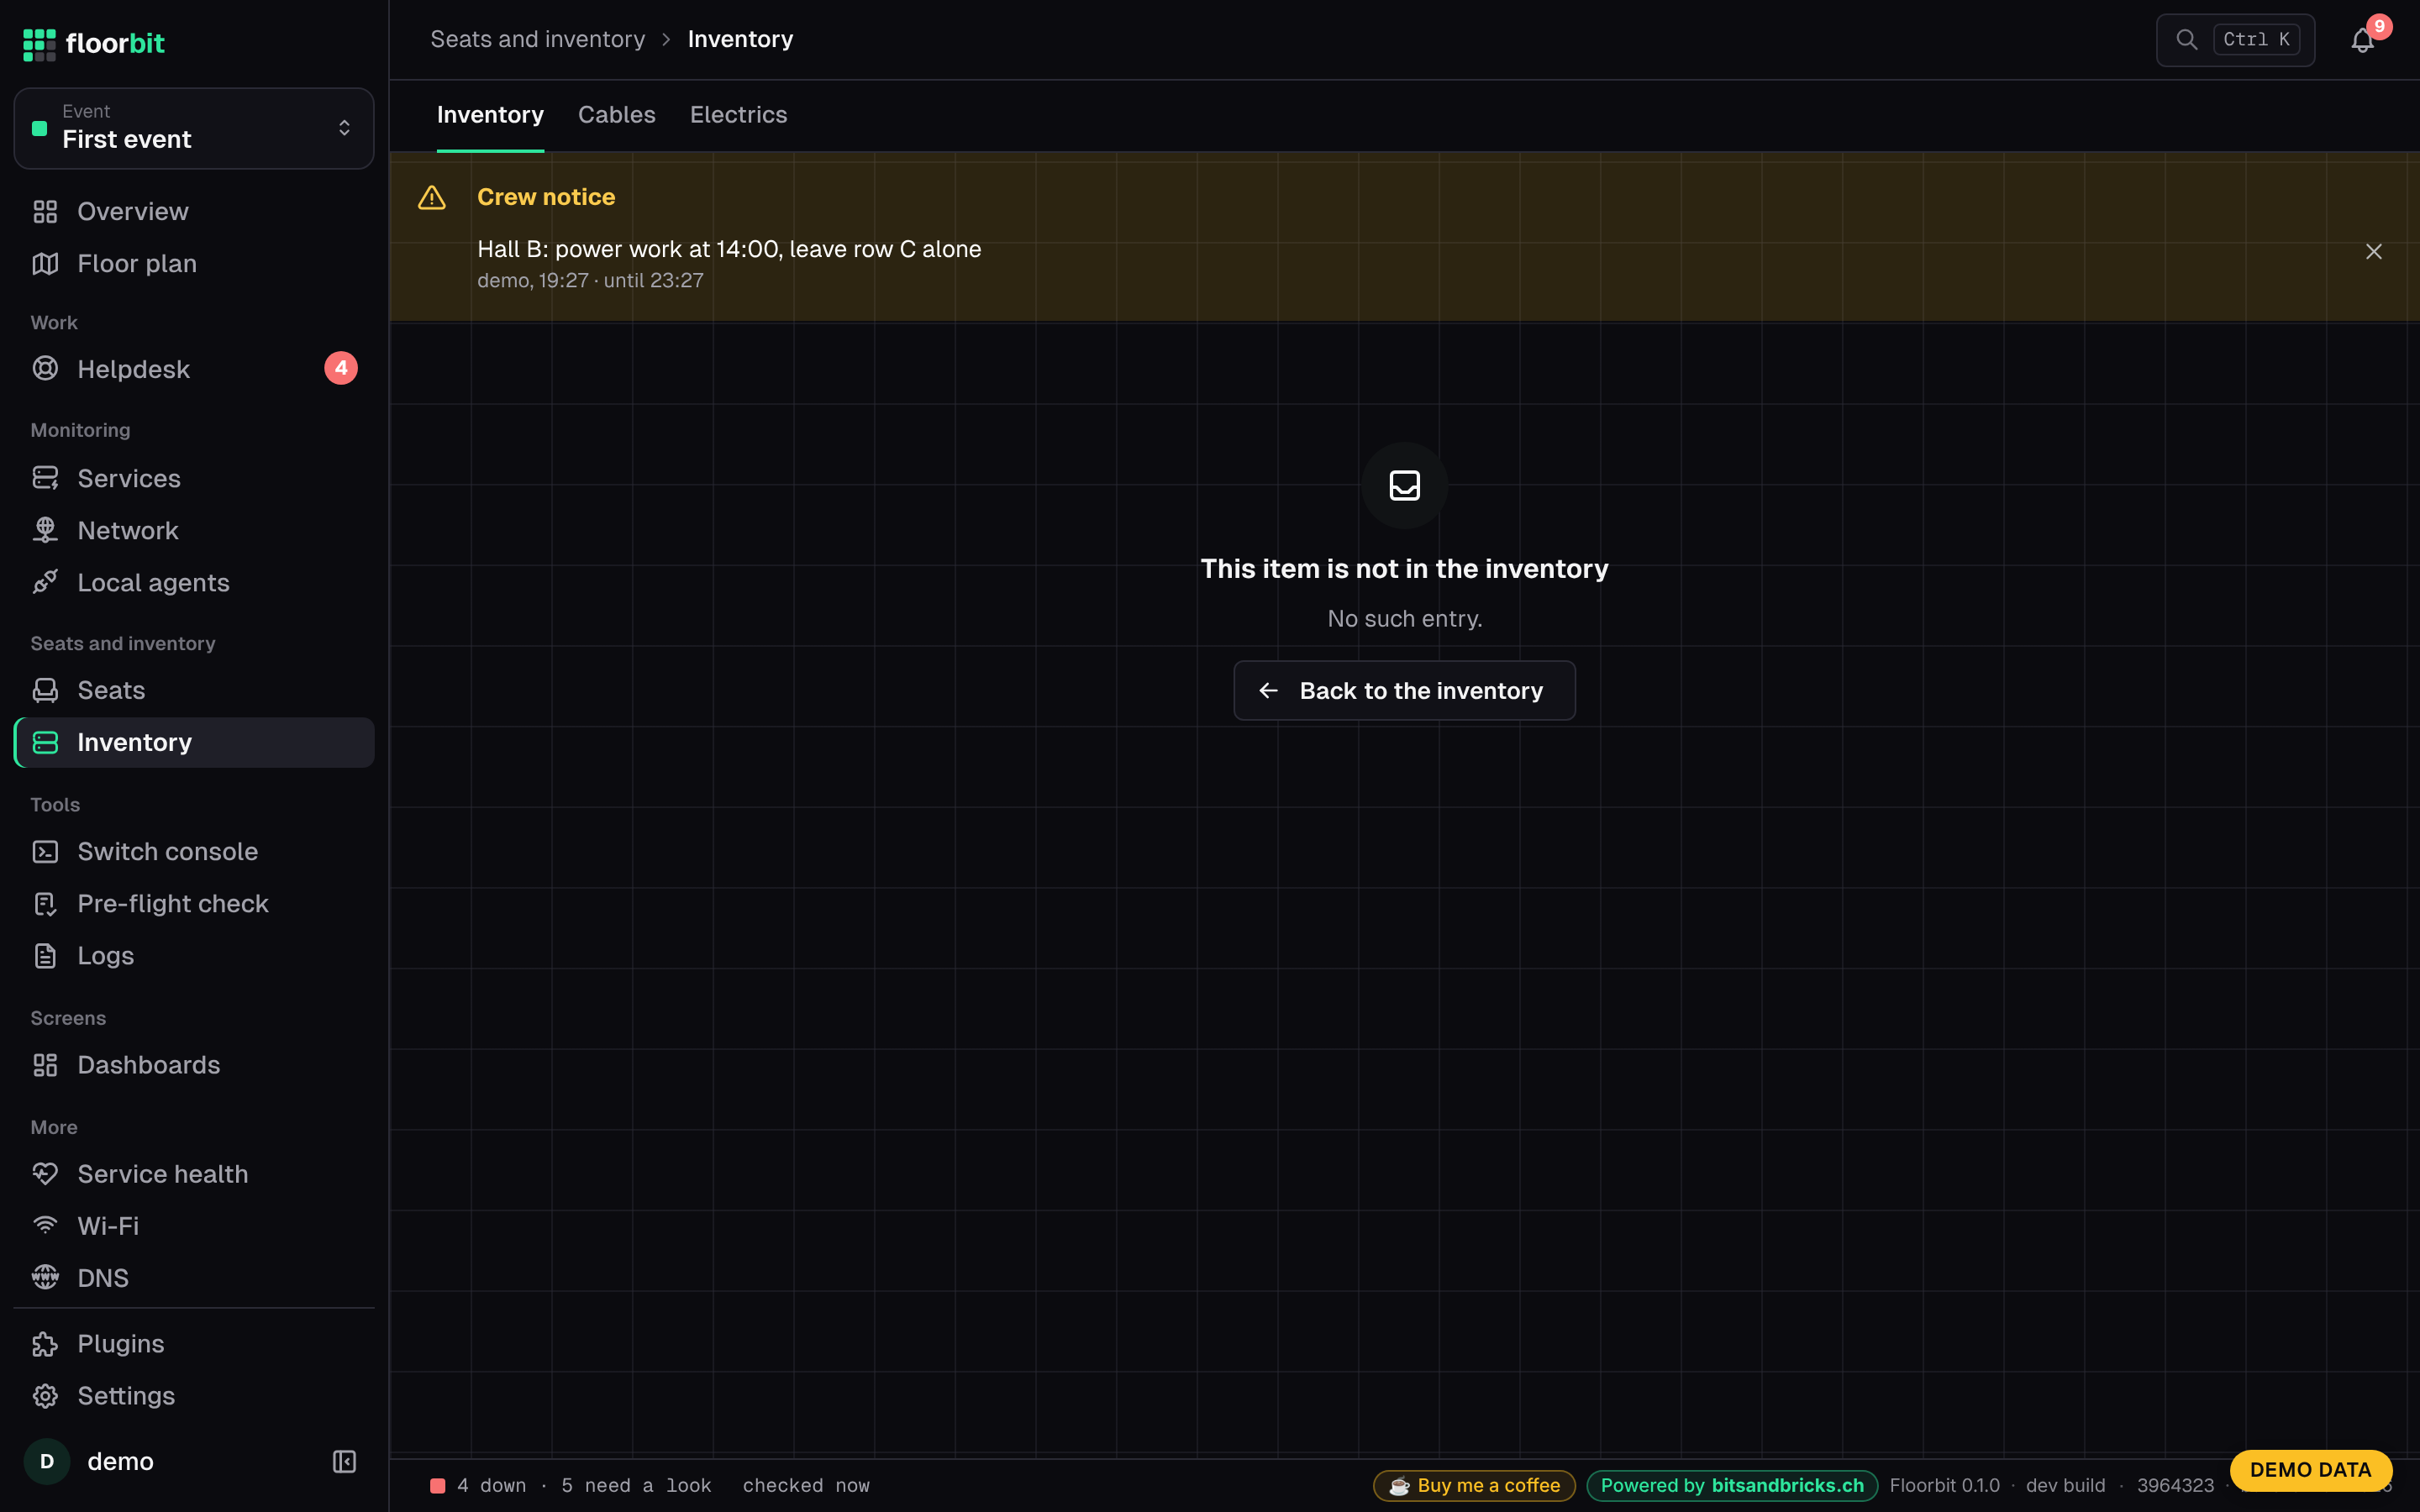 floorbit
Event
First event
Overview
Floor plan
Work
Helpdesk
4
Monitoring
Services
Network
Local agents
Seats and inventory
Seats
Inventory
Tools
Switch console
Pre-flight check
Logs
Screens
Dashboards
More
Service health
Wi-Fi
DNS
Plugins
Settings
D
demo
Seats and inventory
Inventory
Ctrl K
9
Inventory
Cables
Electrics
Crew notice
Hall B: power work at 14:00, leave row C alone
demo, 19:27 · until 23:27
This item is not in the inventory
No such entry.
Back to the inventory
4 down · 5 need a look
checked now
Buy me a coffee
Powered by bitsandbricks.ch
Floorbit 0.1.0 · dev build · 3964323 ·
DEMO DATA